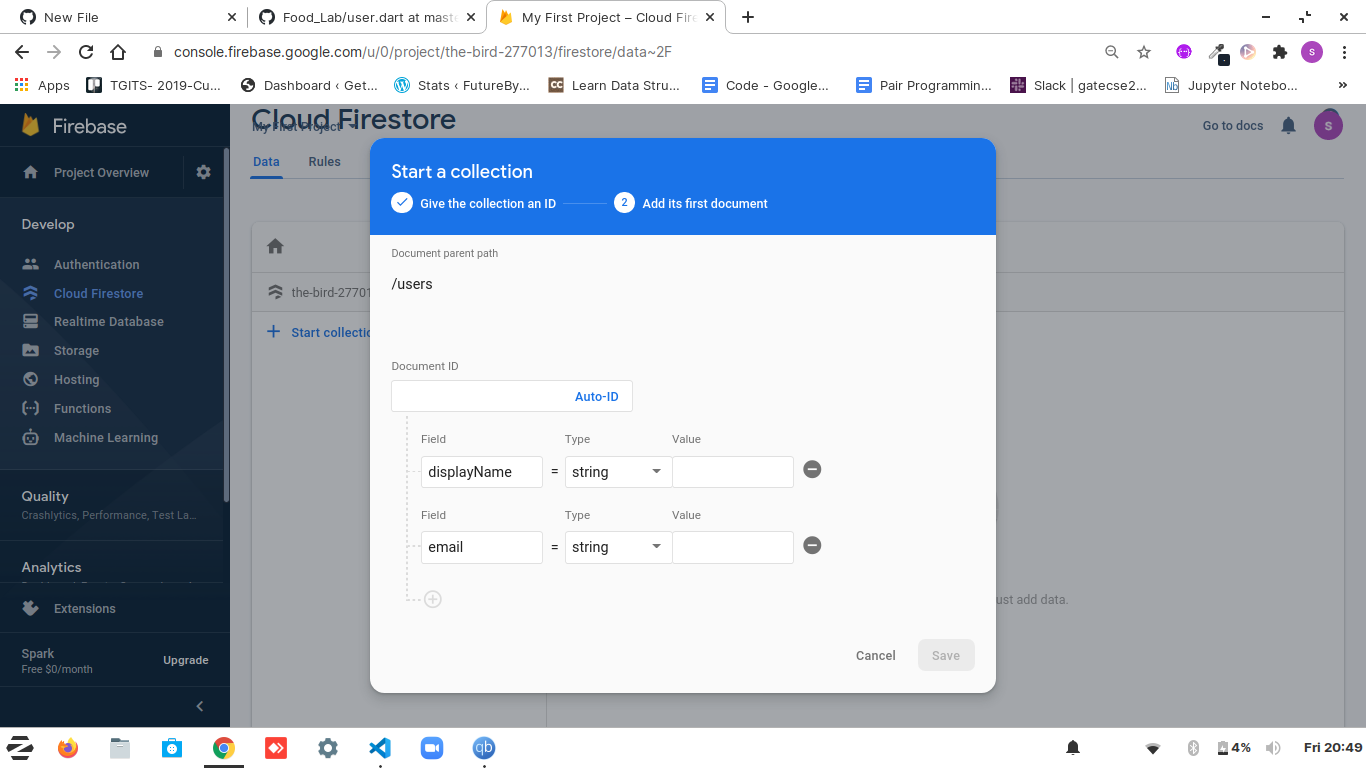 New File
Food_Lab/user.dart at mast
My First Project – Cloud Fire
console.firebase.google.com/u/0/project/the-bird-277013/firestore/data~2F
S
Apps
TGITS- 2019-Cu...
Dashboard ‹ Get...
Stats ‹ FutureBy...
CC
Learn Data Stru...
Code - Google...
Pair Programmin...
Slack | gatecse2...
Nb
Jupyter Notebo...
»
Firebase
Cloud Firestore
My First Project
Go to docs
S
Project Overview
Data
Rules
Develop
Authentication
Cloud Firestore
Realtime Database
Storage
Hosting
Functions
Machine Learning
Quality
Crashlytics, Performance, Test La...
Analytics
Extensions
Spark
Free $0/month
Upgrade
the-bird-27701
Start collectio
Start a collection
Give the collection an ID
2
Add its first document
Document parent path
/users
Document ID
Auto-ID
Field
Type
Value
displayName
=
string
Field
Type
Value
email
=
string
ust add data.
Cancel
Save
qb
4%
Fri 20:49